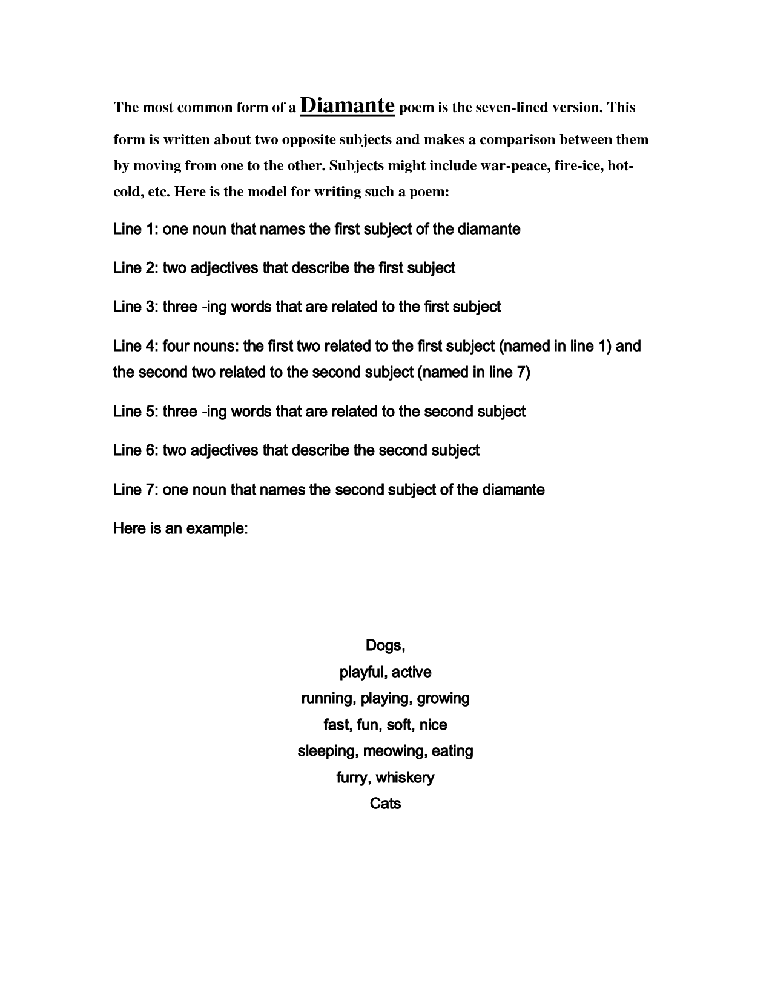 The most common form of a Diamante poem is the seven-lined version. This
form is written about two opposite subjects and makes a comparison between them
by moving from one to the other. Subjects might include war-peace, fire-ice, hot-
cold, etc. Here is the model for writing such a poem:
Line 1: one noun that names the first subject of the diamante
Line 2: two adjectives that describe the first subject
Line 3: three -ing words that are related to the first subject
Line 4: four nouns: the first two related to the first subject (named in line 1) and
the second two related to the second subject (named in line 7)
Line 5: three -ing words that are related to the second subject
Line 6: two adjectives that describe the second subject
Line 7: one noun that names the second subject of the diamante
Here is an example:
Dogs,
playful, active
running, playing, growing
fast, fun, soft, nice
sleeping, meowing, eating
furry, whiskery
Cats